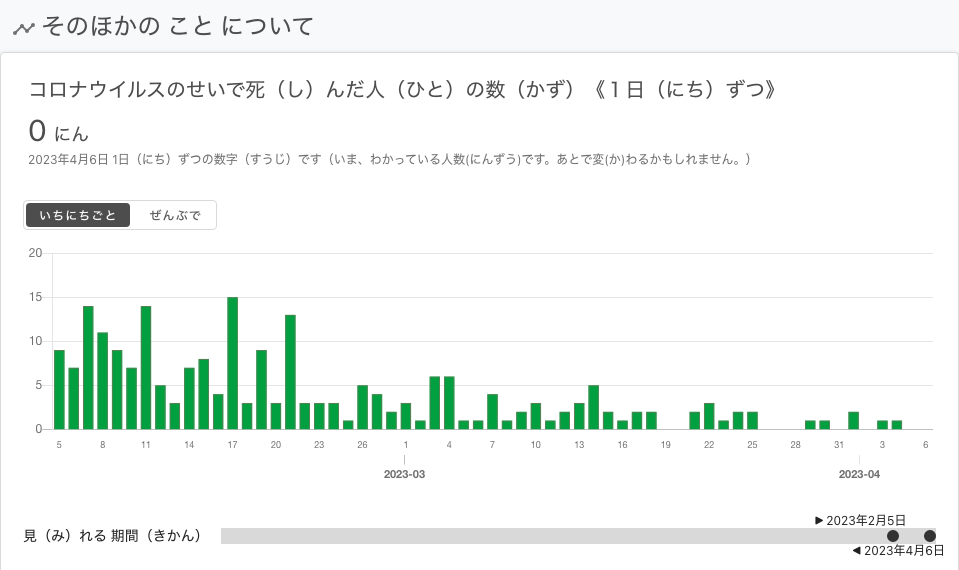 そのほかの こと について
コロナウイルスのせいで死（し）んだ人（ひと）の数（かず）《１日（にち）ずつ》
0 にん
2023年4月6日 1日（にち）ずつの数字（すうじ）です（いま、わかっている人数(にんずう)です。あとで変(か)わるかもしれません。）
いちにちごと ぜんぶで
20
15
10
5
0
5 8 11 14 17 20 23 26 1 4 7 10 13 16 19 22 25 28 31 3 6
2023-03 2023-04
▶ 2023年2月5日
見（み）れる 期間（きかん）
◀ 2023年4月6日